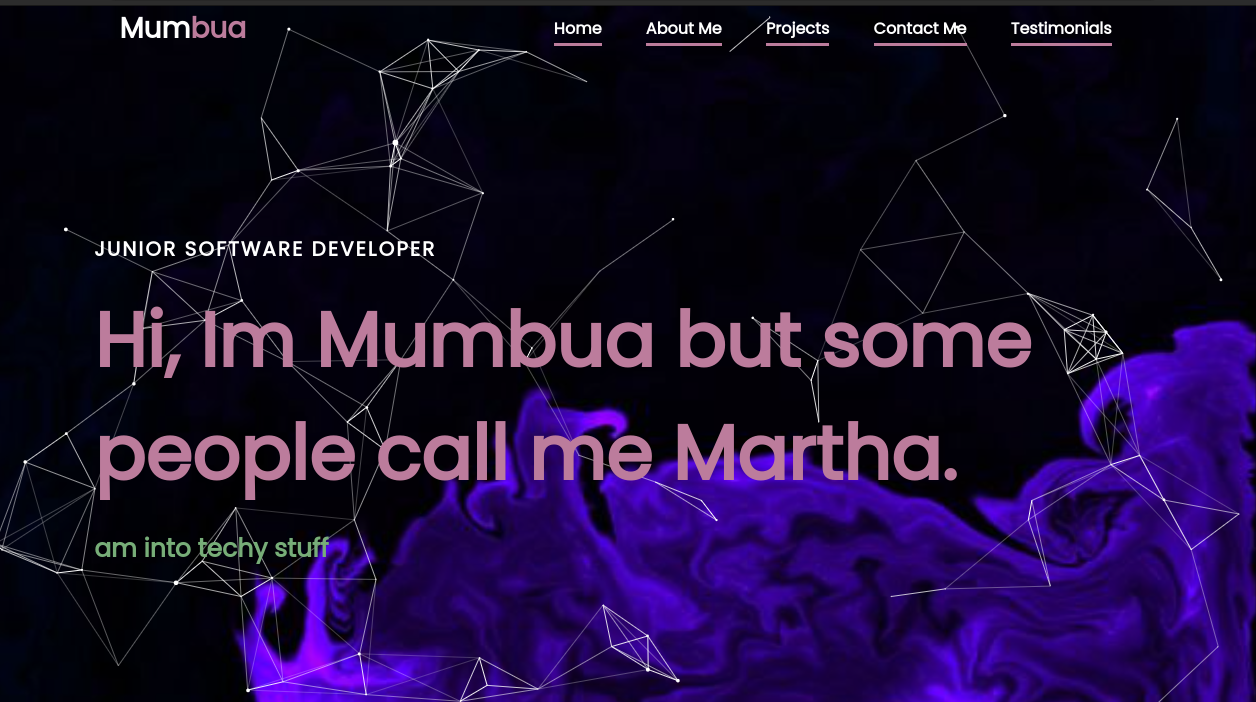 Mumbua
Home About Me Projects Contact Me Testimonials
JUNIOR SOFTWARE DEVELOPER
Hi, Im Mumbua but some
people call me Martha.
am into techy stuff